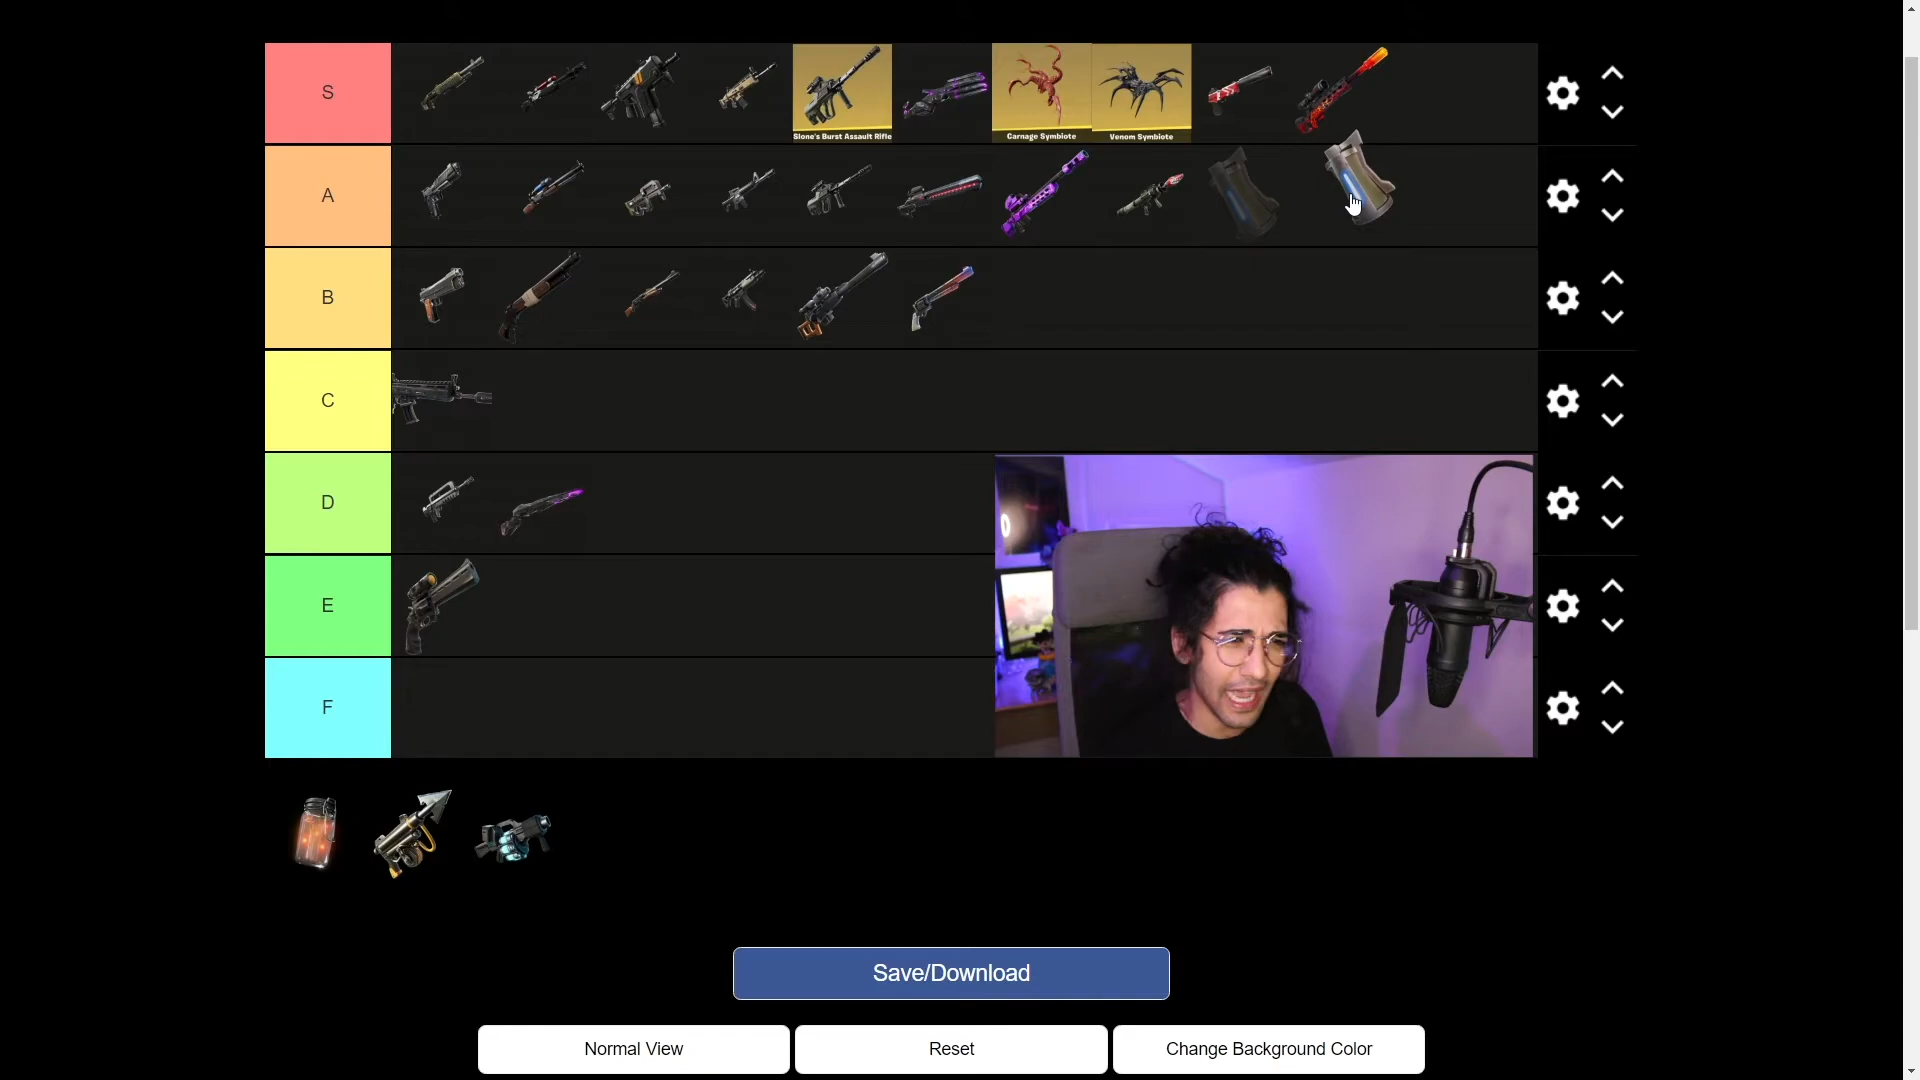 S
Slone's Burst Assault Rifle
Carnage Symbiote
Venom Symbiote
A
B
C
D
E
F
Save/Download
Normal View
Reset
Change Background Color